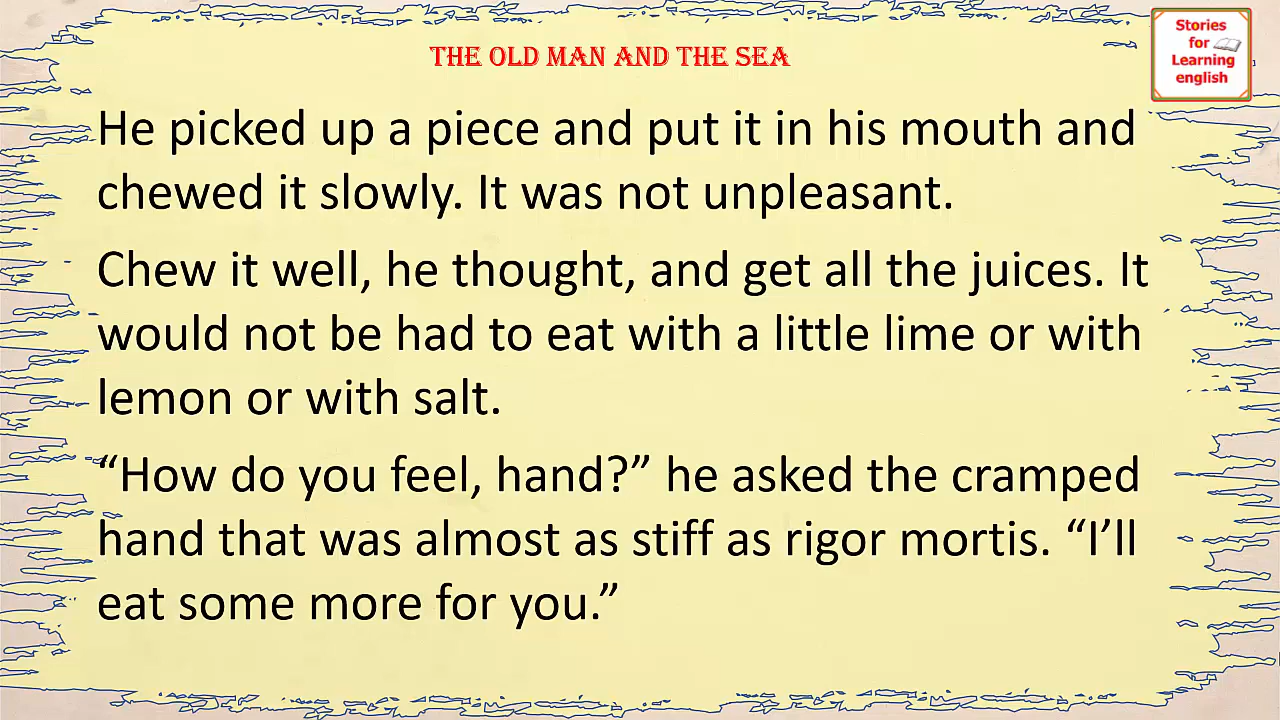 THE OLD MAN AND THE SEA
Stories
for
Learning
english
He picked up a piece and put it in his mouth and
chewed it slowly. It was not unpleasant.
Chew it well, he thought, and get all the juices. It
would not be had to eat with a little lime or with
lemon or with salt.
“How do you feel, hand?” he asked the cramped
hand that was almost as stiff as rigor mortis. “I’ll
eat some more for you.”